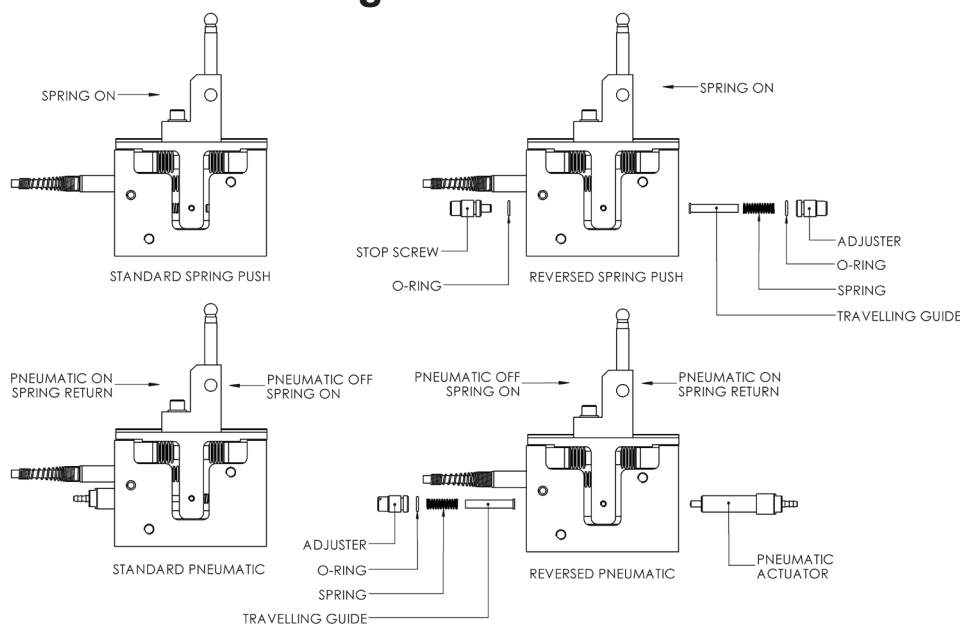 SPRING ON
STANDARD SPRING PUSH
SPRING ON
STOP SCREW
O-RING
REVERSED SPRING PUSH
ADJUSTER
O-RING
SPRING
TRAVELLING GUIDE
PNEUMATIC ON
SPRING RETURN
PNEUMATIC OFF
SPRING ON
STANDARD PNEUMATIC
PNEUMATIC OFF
SPRING ON
PNEUMATIC ON
SPRING RETURN
ADJUSTER
O-RING
SPRING
TRAVELLING GUIDE
REVERSED PNEUMATIC
PNEUMATIC
ACTUATOR